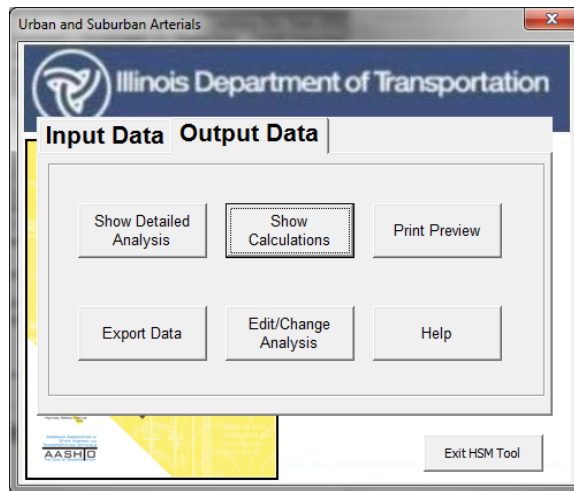 Urban and Suburban Arterials
Illinois Department of Transportation
Input Data
Output Data
Show Detailed
Analysis
Show
Calculations
Print Preview
Export Data
Edit/Change
Analysis
Help
AASHTO
Exit HSM Tool